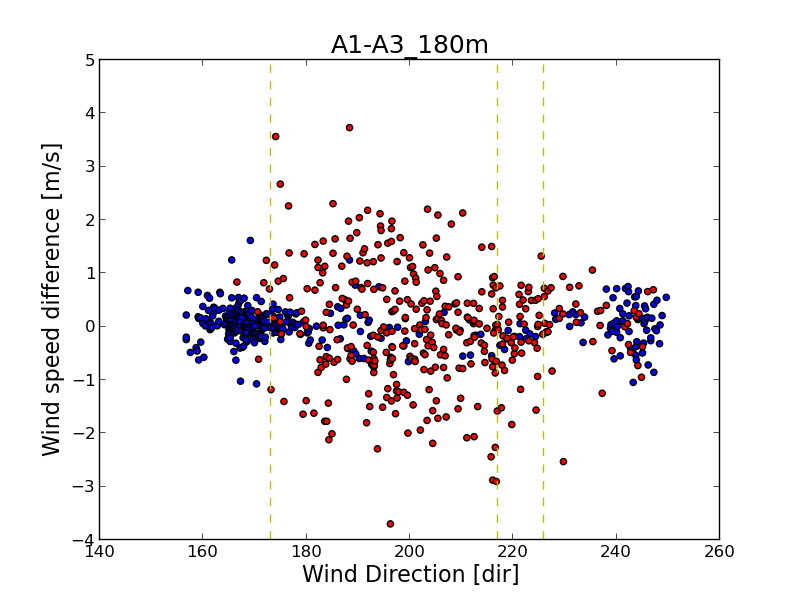 A1-A3_180m
5
4
3
2
1
0
−1
−2
−3
−4
Wind speed difference [m/s]
140 160 180 200 220 240 260
Wind Direction [dir]